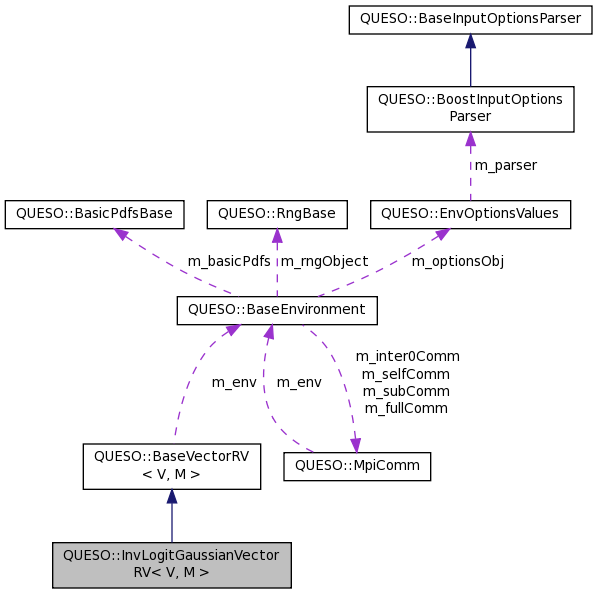 QUESO::BaseInputOptionsParser
QUESO::BoostInputOptions
Parser
m_parser
QUESO::BasicPdfsBase
QUESO::RngBase
QUESO::EnvOptionsValues
m_basicPdfs
m_rngObject
m_optionsObj
QUESO::BaseEnvironment
m_inter0Comm
m_selfComm
m_subComm
m_fullComm
m_env
m_env
QUESO::BaseVectorRV
< V, M >
QUESO::MpiComm
QUESO::InvLogitGaussianVector
RV< V, M >